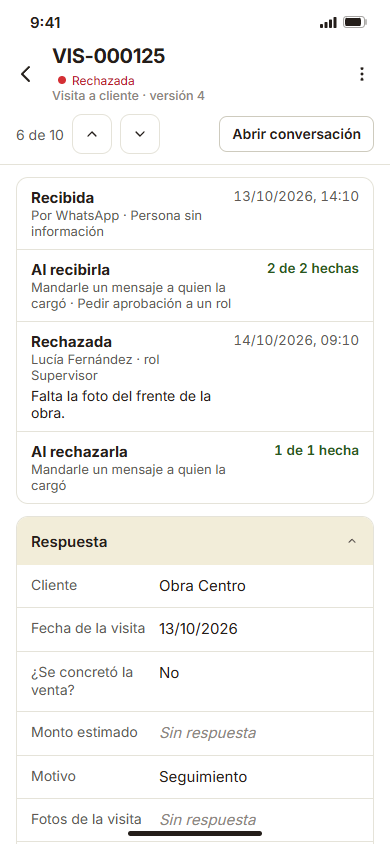 9:41
VIS-000125
Rechazada
Visita a cliente · versión 4
6 de 10
Abrir conversación
Recibida
13/10/2026, 14:10
Por WhatsApp · Persona sin
información
Al recibirla
2 de 2 hechas
Mandarle un mensaje a quien la
cargó · Pedir aprobación a un rol
Rechazada
14/10/2026, 09:10
Lucía Fernández · rol
Supervisor
Falta la foto del frente de la
obra.
Al rechazarla
1 de 1 hecha
Mandarle un mensaje a quien la
cargó
Respuesta
Cliente
Obra Centro
Fecha de la visita
13/10/2026
¿Se concretó la
venta?
No
Monto estimado
Sin respuesta
Motivo
Seguimiento
Fotos de la visita
Sin respuesta